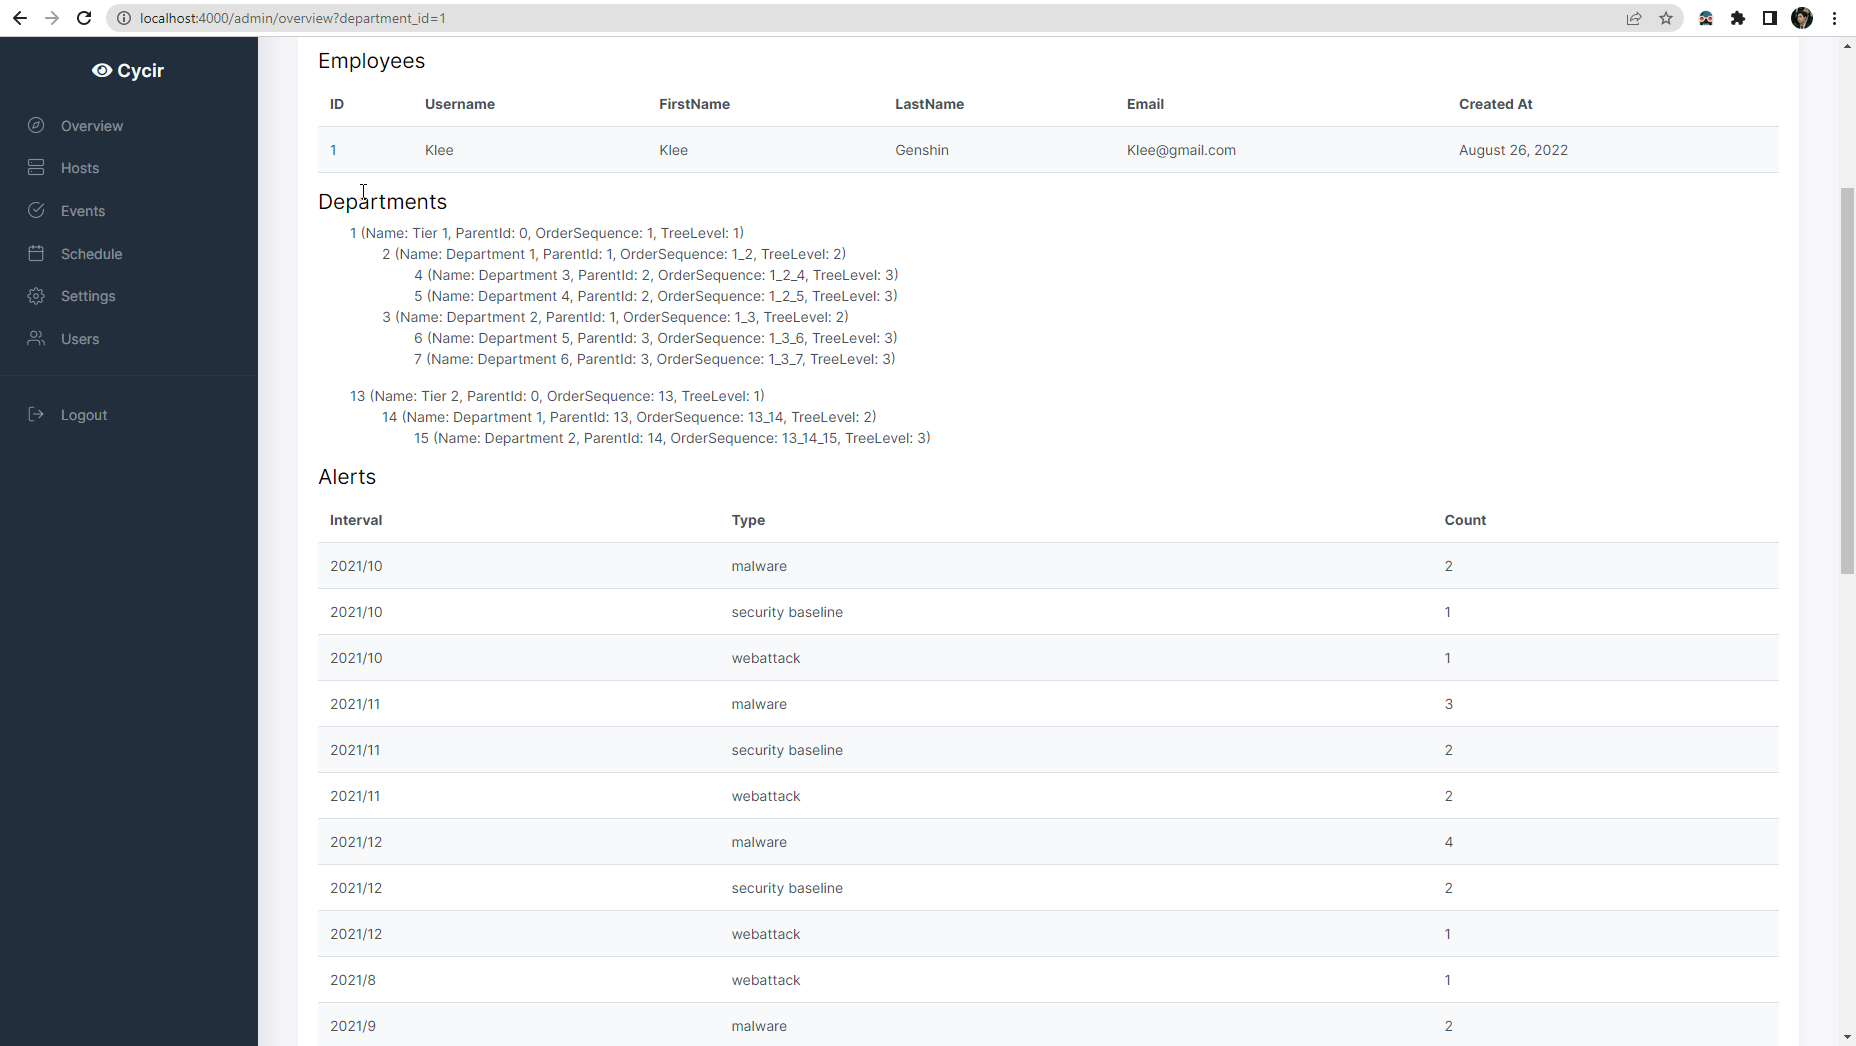 localhost:4000/admin/overview?department_id=1
Cycir
Overview
Hosts
Events
Schedule
Settings
Users
Logout
Employees
ID Username FirstName LastName Email Created At
1 Klee Klee Genshin Klee@gmail.com August 26, 2022
Departments
1 (Name: Tier 1, ParentId: 0, OrderSequence: 1, TreeLevel: 1)
2 (Name: Department 1, ParentId: 1, OrderSequence: 1_2, TreeLevel: 2)
4 (Name: Department 3, ParentId: 2, OrderSequence: 1_2_4, TreeLevel: 3)
5 (Name: Department 4, ParentId: 2, OrderSequence: 1_2_5, TreeLevel: 3)
3 (Name: Department 2, ParentId: 1, OrderSequence: 1_3, TreeLevel: 2)
6 (Name: Department 5, ParentId: 3, OrderSequence: 1_3_6, TreeLevel: 3)
7 (Name: Department 6, ParentId: 3, OrderSequence: 1_3_7, TreeLevel: 3)
13 (Name: Tier 2, ParentId: 0, OrderSequence: 13, TreeLevel: 1)
14 (Name: Department 1, ParentId: 13, OrderSequence: 13_14, TreeLevel: 2)
15 (Name: Department 2, ParentId: 14, OrderSequence: 13_14_15, TreeLevel: 3)
Alerts
Interval Type Count
2021/10 malware 2
2021/10 security baseline 1
2021/10 webattack 1
2021/11 malware 3
2021/11 security baseline 2
2021/11 webattack 2
2021/12 malware 4
2021/12 security baseline 2
2021/12 webattack 1
2021/8 webattack 1
2021/9 malware 2